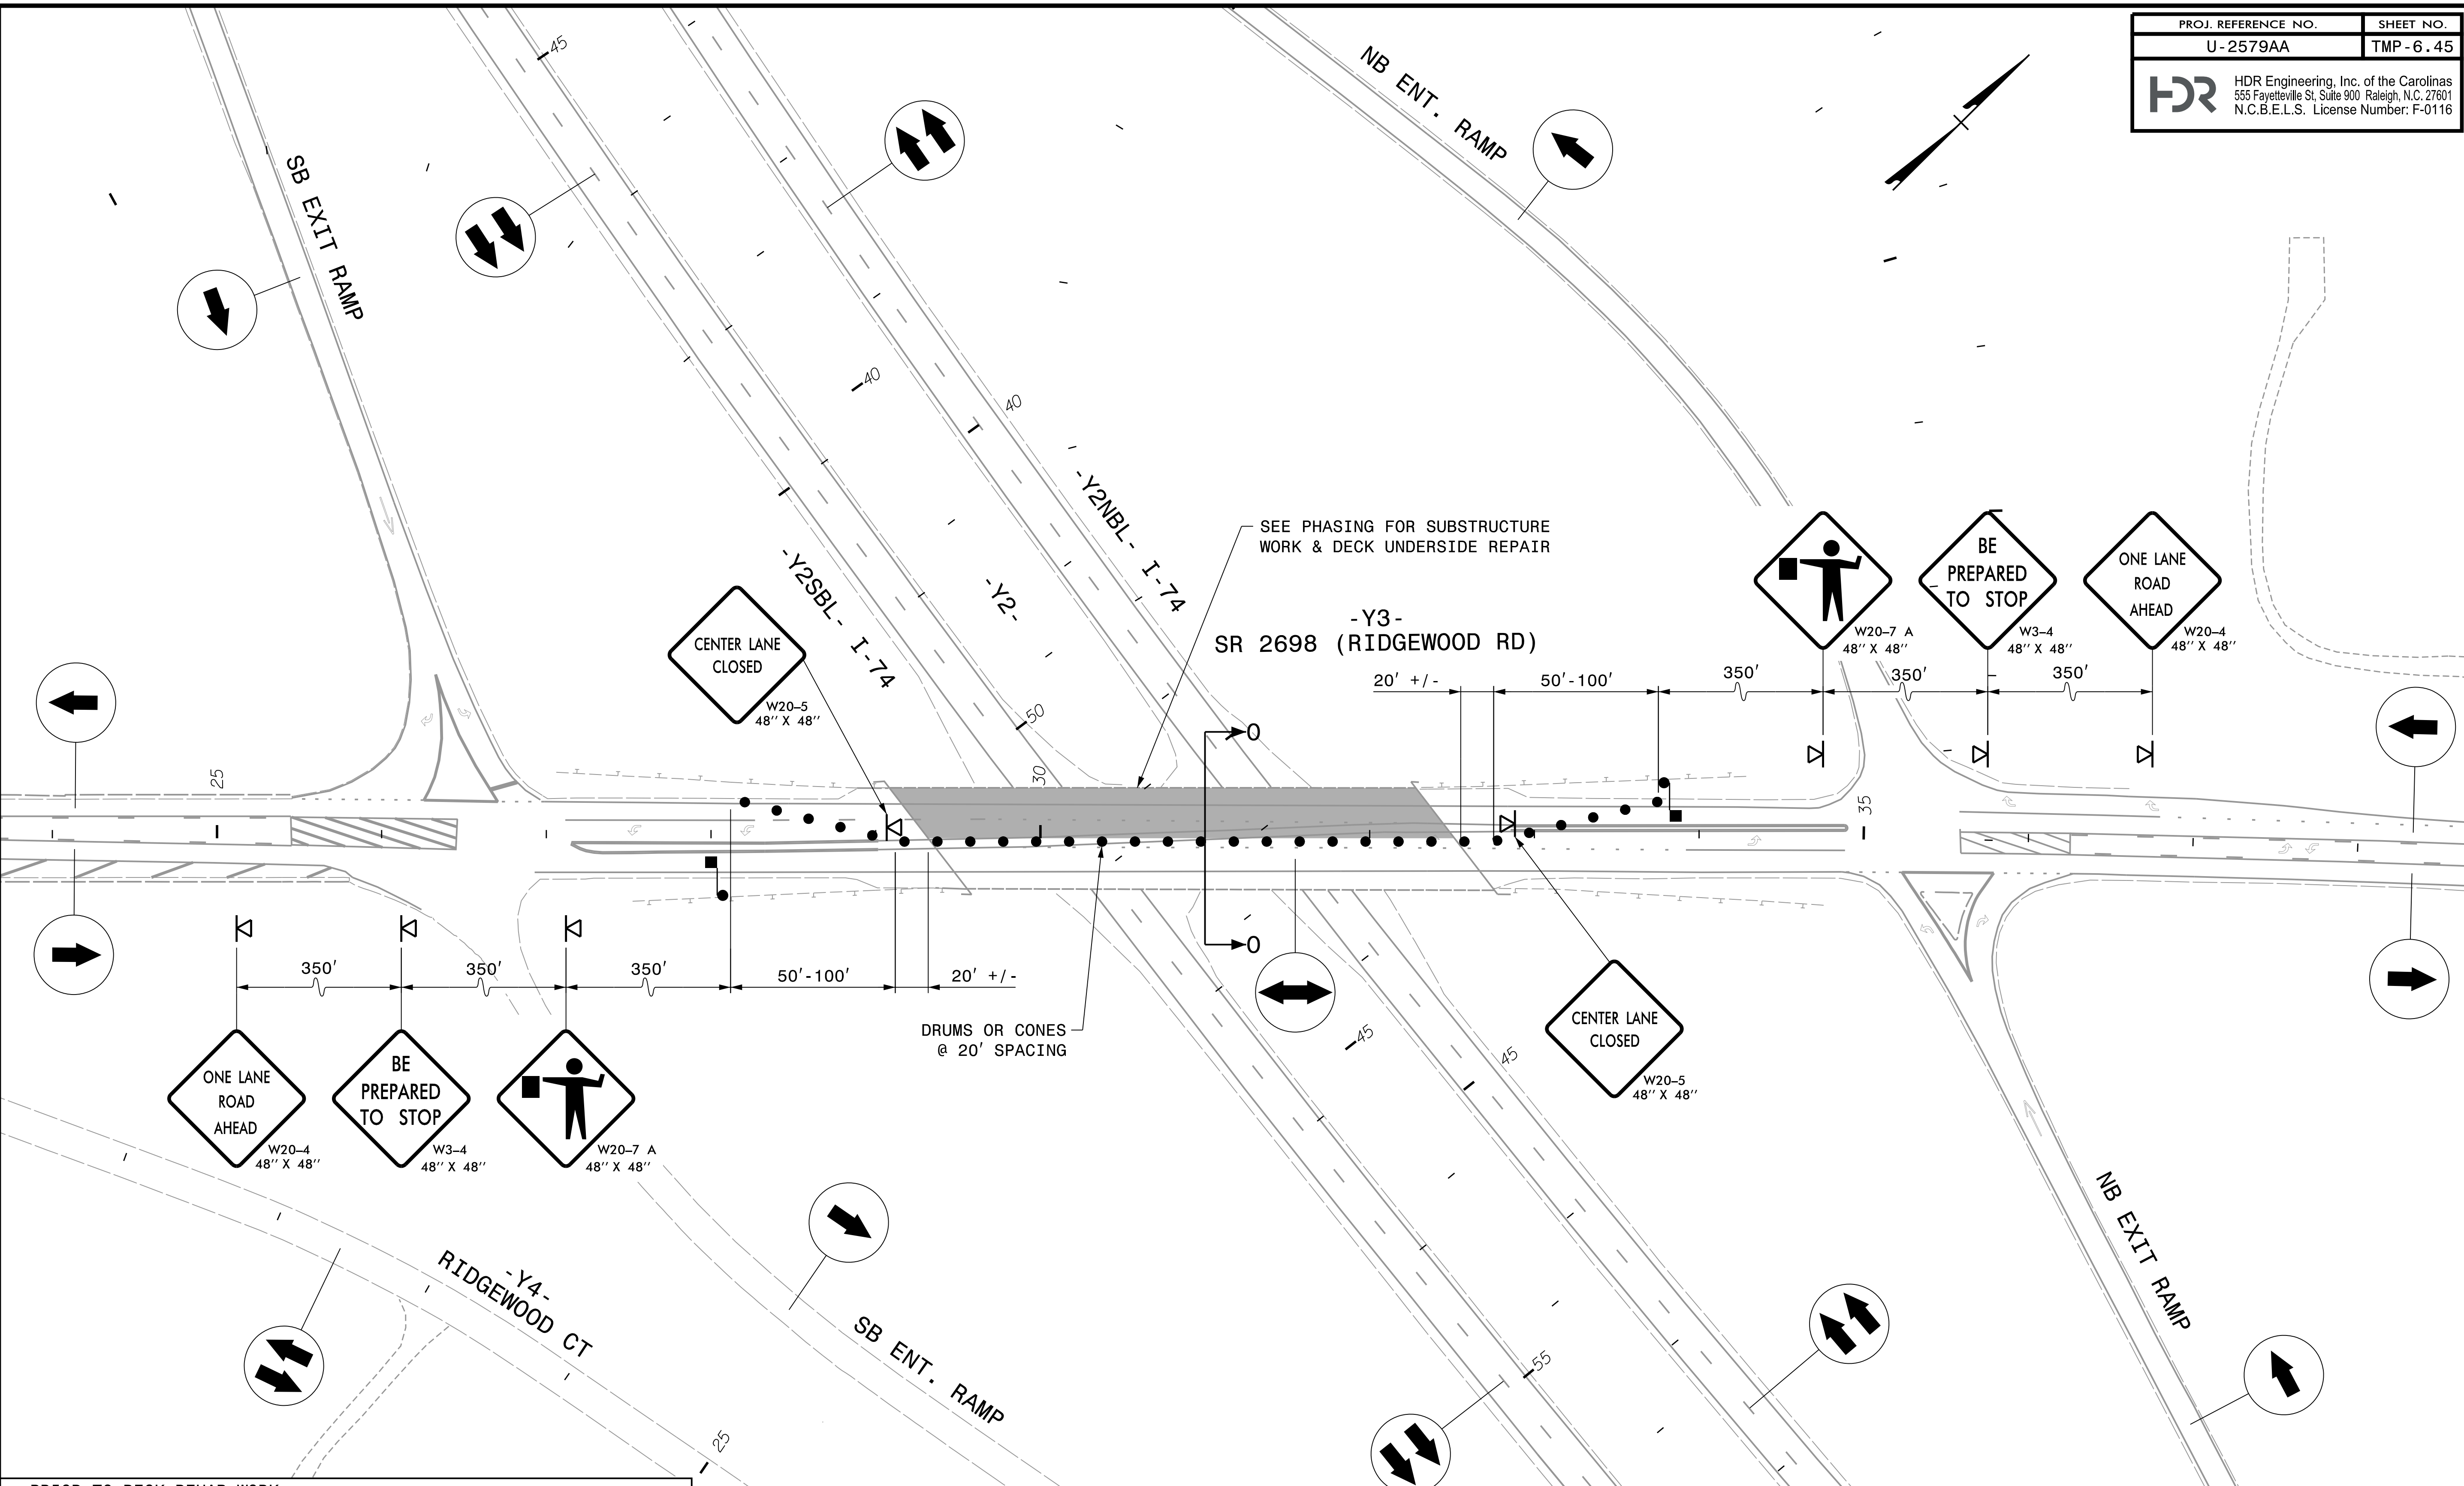 PROJ. REFERENCE NO.
SHEET NO.
U-2579AA
TMP-6.45
HDR
HDR Engineering, Inc. of the Carolinas
555 Fayetteville St, Suite 900 Raleigh, N.C. 27601
N.C.B.E.L.S. License Number: F-0116
45
NB ENT. RAMP
SB EXIT RAMP
40
40
-Y2NBL- I-74
SEE PHASING FOR SUBSTRUCTURE
WORK & DECK UNDERSIDE REPAIR
-Y2SBL- I-74
-Y2-
-Y3-
SR 2698 (RIDGEWOOD RD)
CENTER LANE
CLOSED
W20-5
48" X 48"
W20-7 A
48" X 48"
BE
PREPARED
TO STOP
W3-4
48" X 48"
ONE LANE
ROAD
AHEAD
W20-4
48" X 48"
20' +/-
50'-100'
350'
350'
350'
50
O
25
30
35
O
350'
350'
350'
50'-100'
20' +/-
DRUMS OR CONES
@ 20' SPACING
45
45
CENTER LANE
CLOSED
W20-5
48" X 48"
ONE LANE
ROAD
AHEAD
W20-4
48" X 48"
BE
PREPARED
TO STOP
W3-4
48" X 48"
W20-7 A
48" X 48"
-Y4-
RIDGEWOOD CT
SB ENT. RAMP
NB EXIT RAMP
55
25
PRIOR TO DECK REHAB WORK